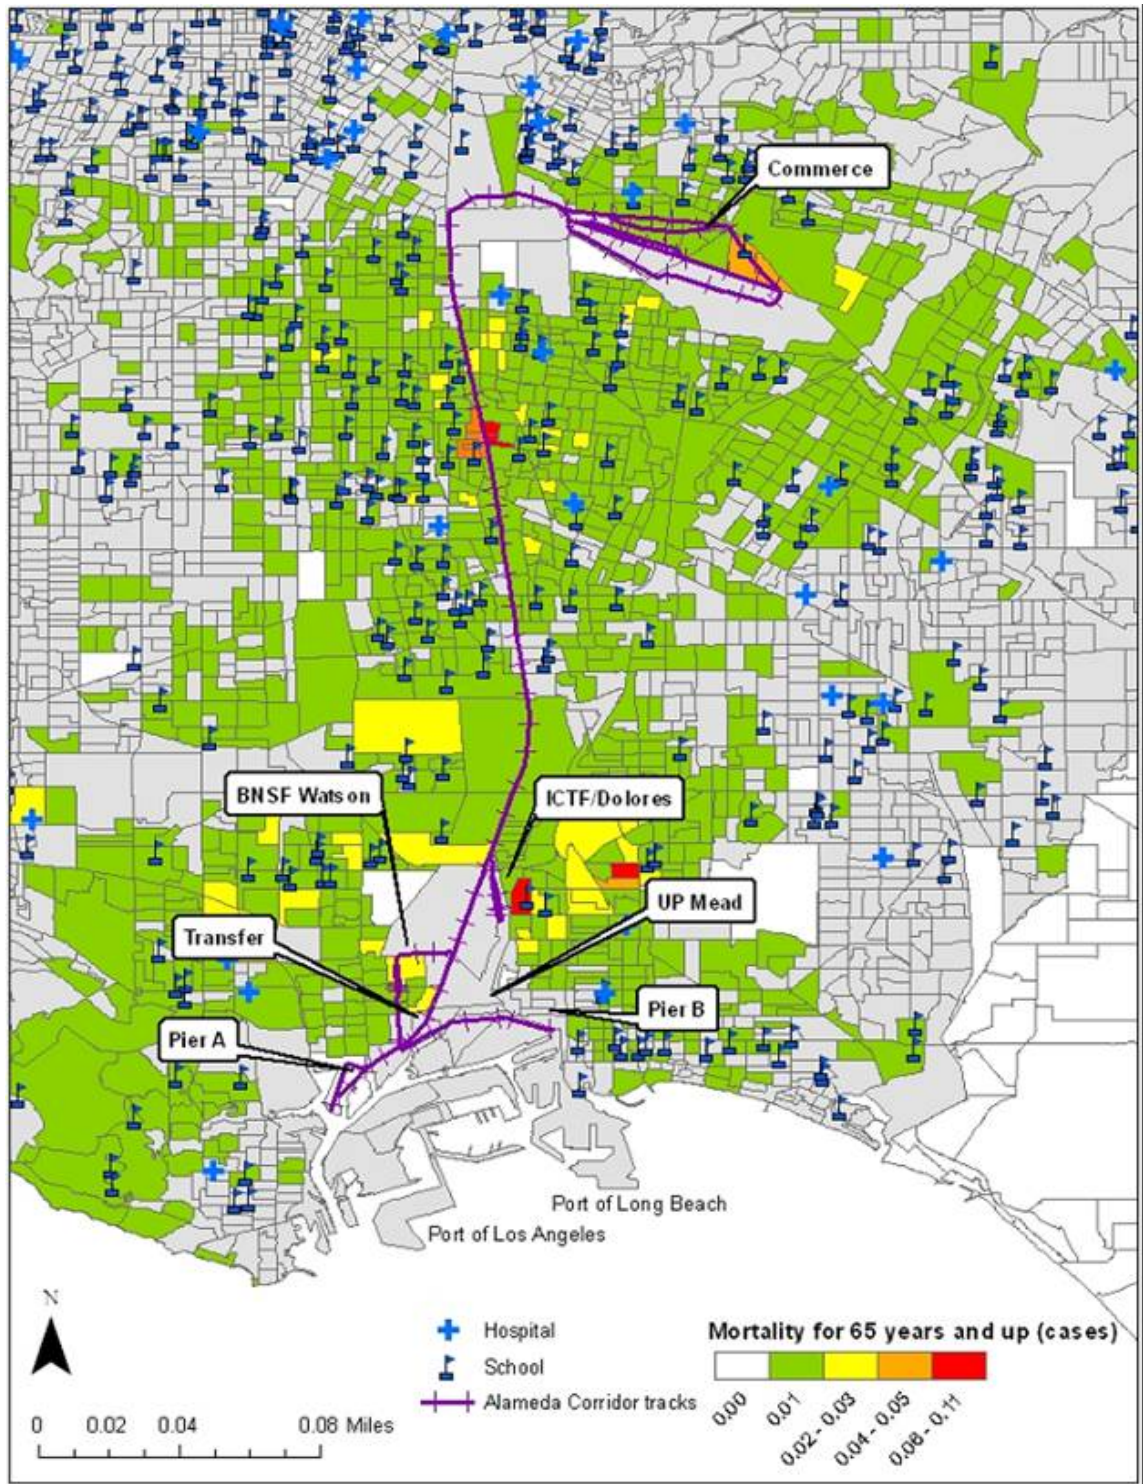 Commerce
BNSF Watson
ICTF/Dolores
UP Mead
Transfer
Pier B
Pier A
Port of Long Beach
Port of Los Angeles
N
Hospital
School
Alameda Corridor tracks
0 0.02 0.04 0.08 Miles
Mortality for 65 years and up (cases)
0.00
0.01
0.02 - 0.03
0.04 - 0.05
0.06 - 0.11